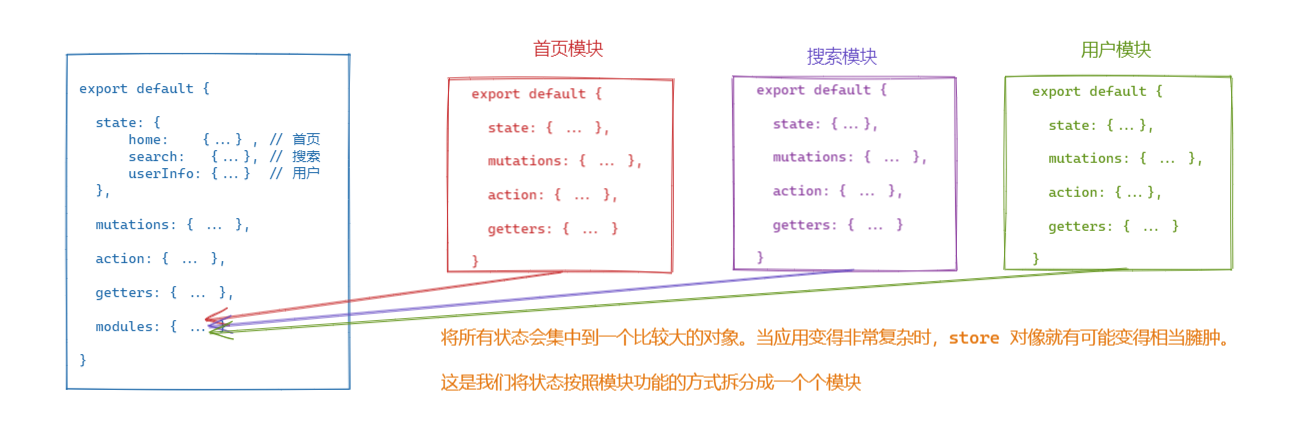 export default {
state: {
home: {...} , // 首页
search: {...}, // 搜索
userInfo: {...} // 用户
},
mutations: { ... },
action: { ... },
getters: { ... },
modules: { ... }
}
首页模块
export default {
state: { ... },
mutations: { ... },
action: { ... },
getters: { ... }
}
搜索模块
export default {
state: {...},
mutations: { ... },
action: { ... },
getters: { ... }
}
用户模块
export default {
state: {...},
mutations: { ... },
action: {...},
getters: { ... }
}
将所有状态会集中到一个比较大的对象。当应用变得非常复杂时，store 对像就有可能变得相当臃肿。
这是我们将状态按照模块功能的方式拆分成一个个模块